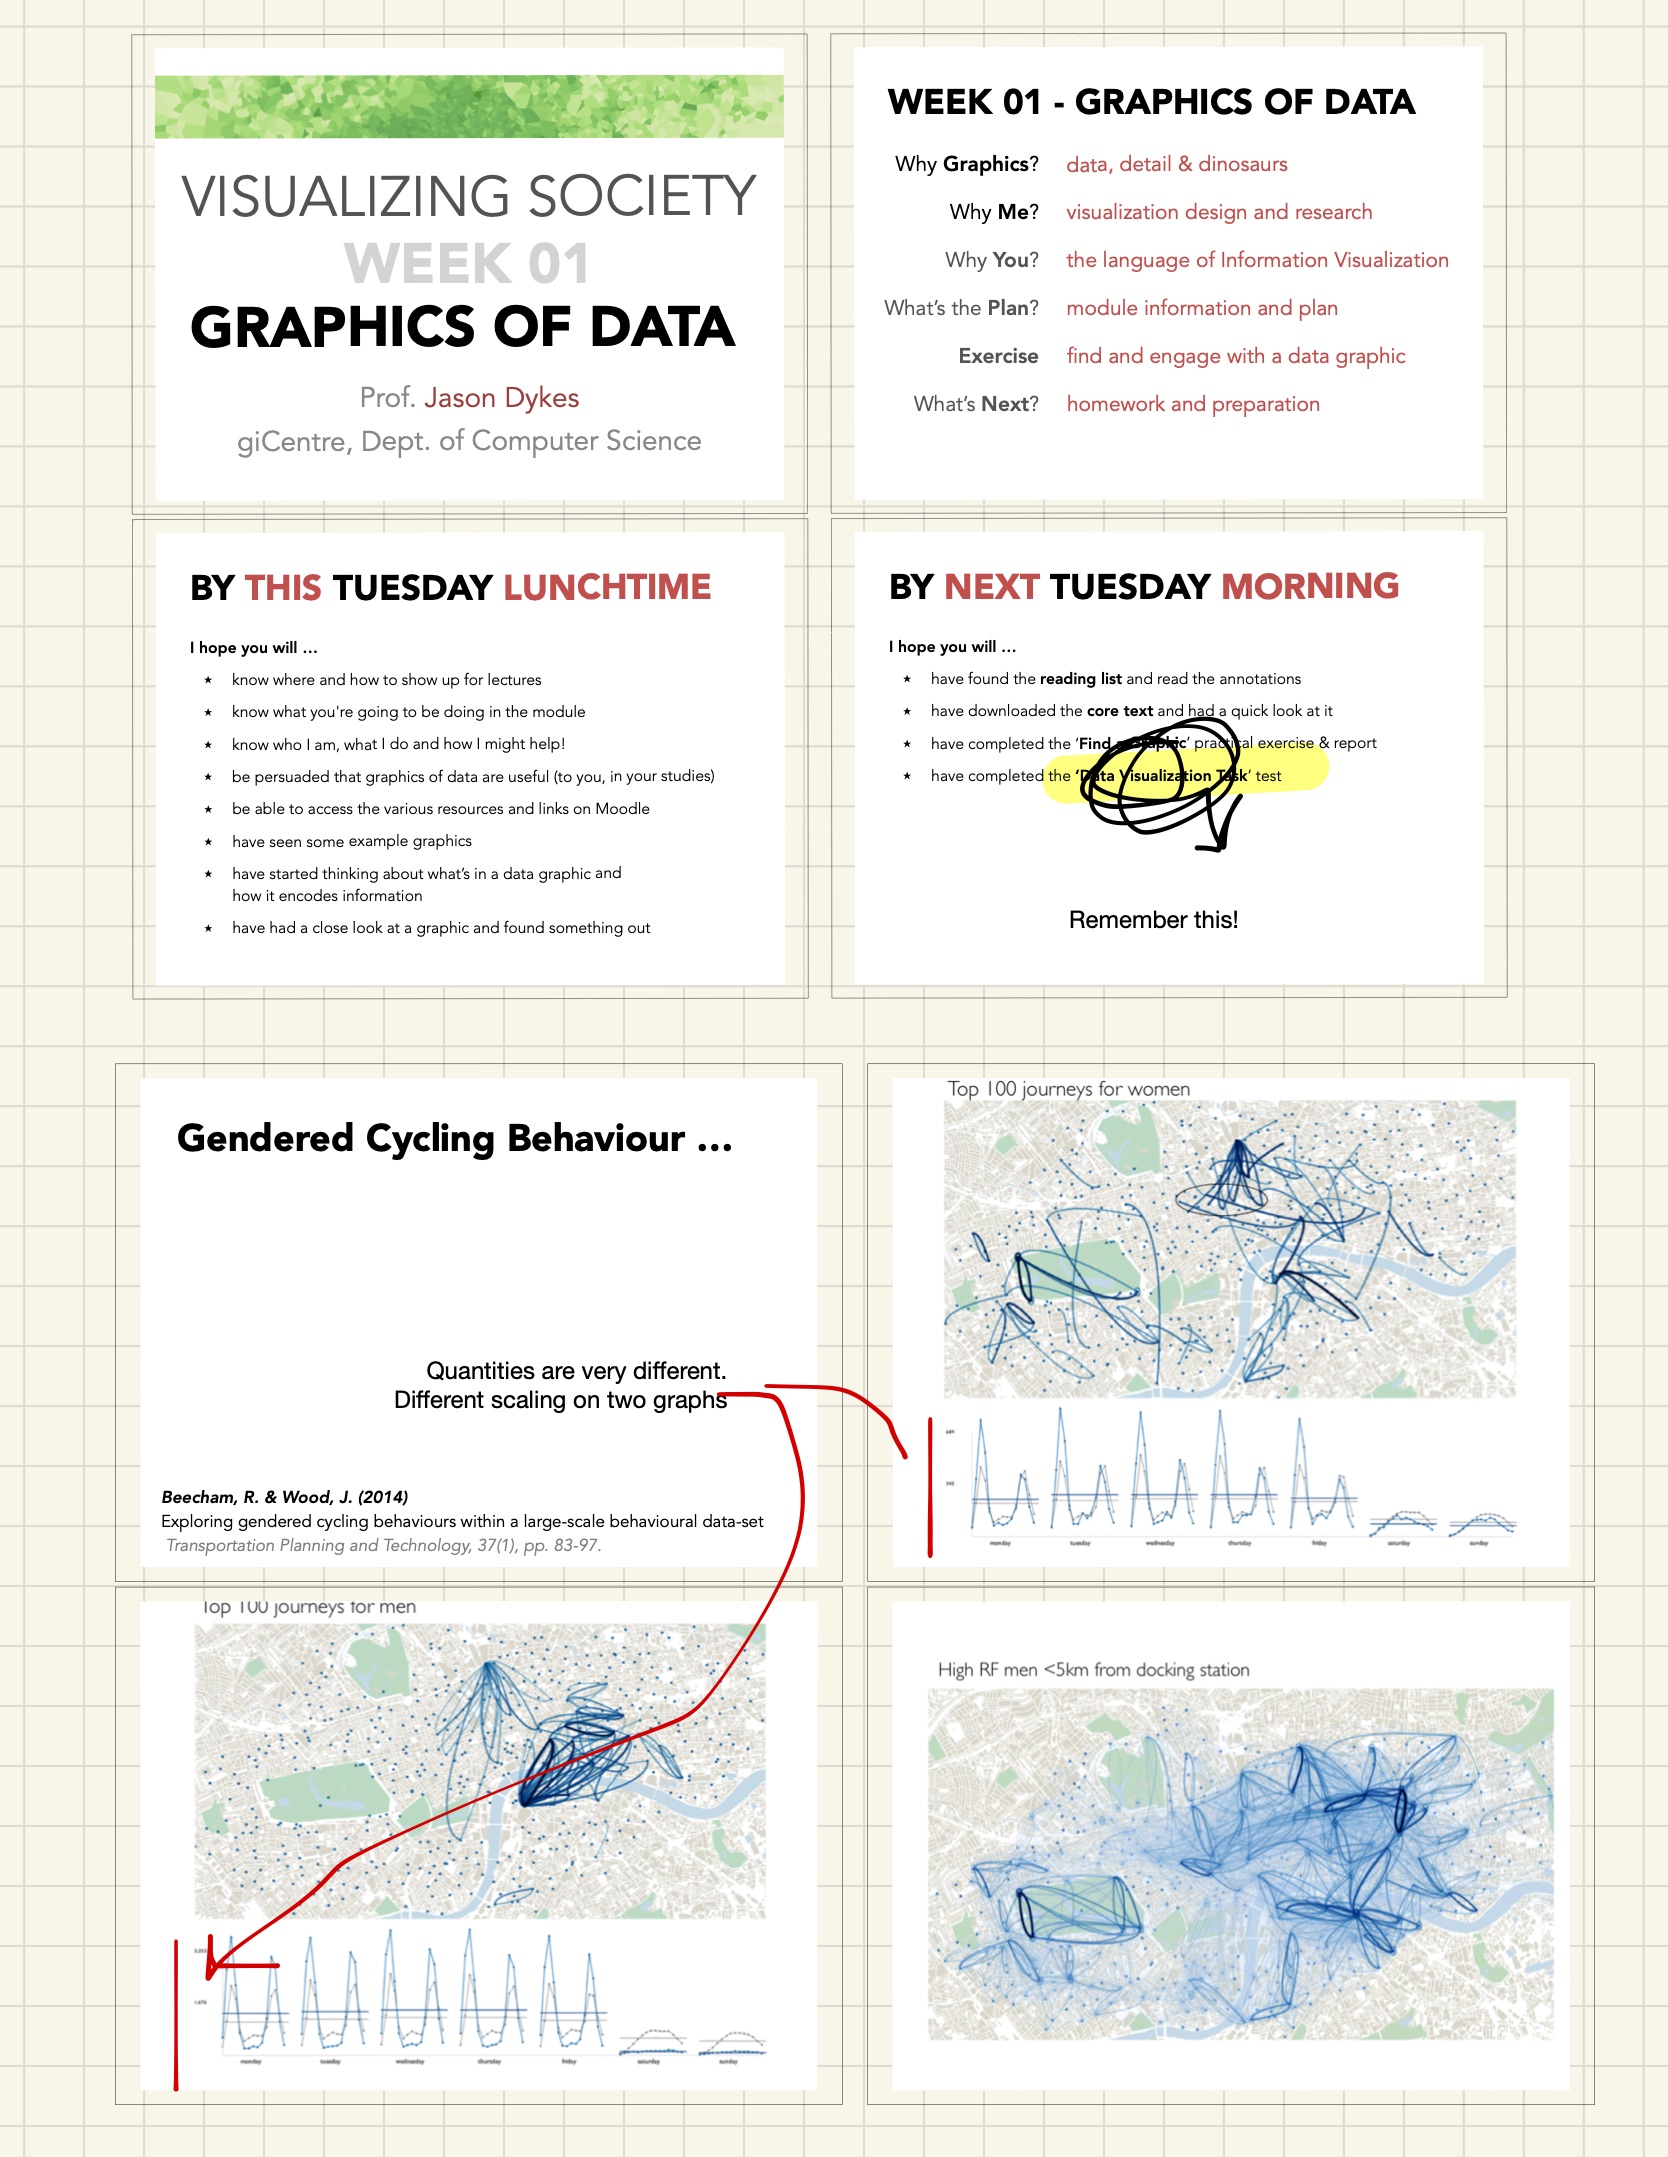 VISUALIZING SOCIETY
WEEK 01
GRAPHICS OF DATA
Prof. Jason Dykes
giCentre, Dept. of Computer Science
WEEK 01 - GRAPHICS OF DATA
Why Graphics? data, detail & dinosaurs
Why Me? visualization design and research
Why You? the language of Information Visualization
What's the Plan? module information and plan
Exercise find and engage with a data graphic
What's Next? homework and preparation
BY THIS TUESDAY LUNCHTIME
I hope you will …
★ know where and how to show up for lectures
★ know what you're going to be doing in the module
★ know who I am, what I do and how I might help!
★ be persuaded that graphics of data are useful (to you, in your studies)
★ be able to access the various resources and links on Moodle
★ have seen some example graphics
★ have started thinking about what's in a data graphic and
how it encodes information
★ have had a close look at a graphic and found something out
BY NEXT TUESDAY MORNING
I hope you will …
★ have found the reading list and read the annotations
★ have downloaded the core text and had a quick look at it
★ have completed the 'Find a Graphic' practical exercise & report
★ have completed the 'Data Visualization Task' test
Remember this!
Gendered Cycling Behaviour …
Quantities are very different.
Different scaling on two graphs
Beecham, R. & Wood, J. (2014)
Exploring gendered cycling behaviours within a large-scale behavioural data-set
Transportation Planning and Technology, 37(1), pp. 83-97.
Top 100 journeys for women
689
345
monday tuesday wednesday thursday friday saturday sunday
Top 100 journeys for men
1,676
monday tuesday wednesday thursday friday saturday sunday
High RF men <5km from docking station